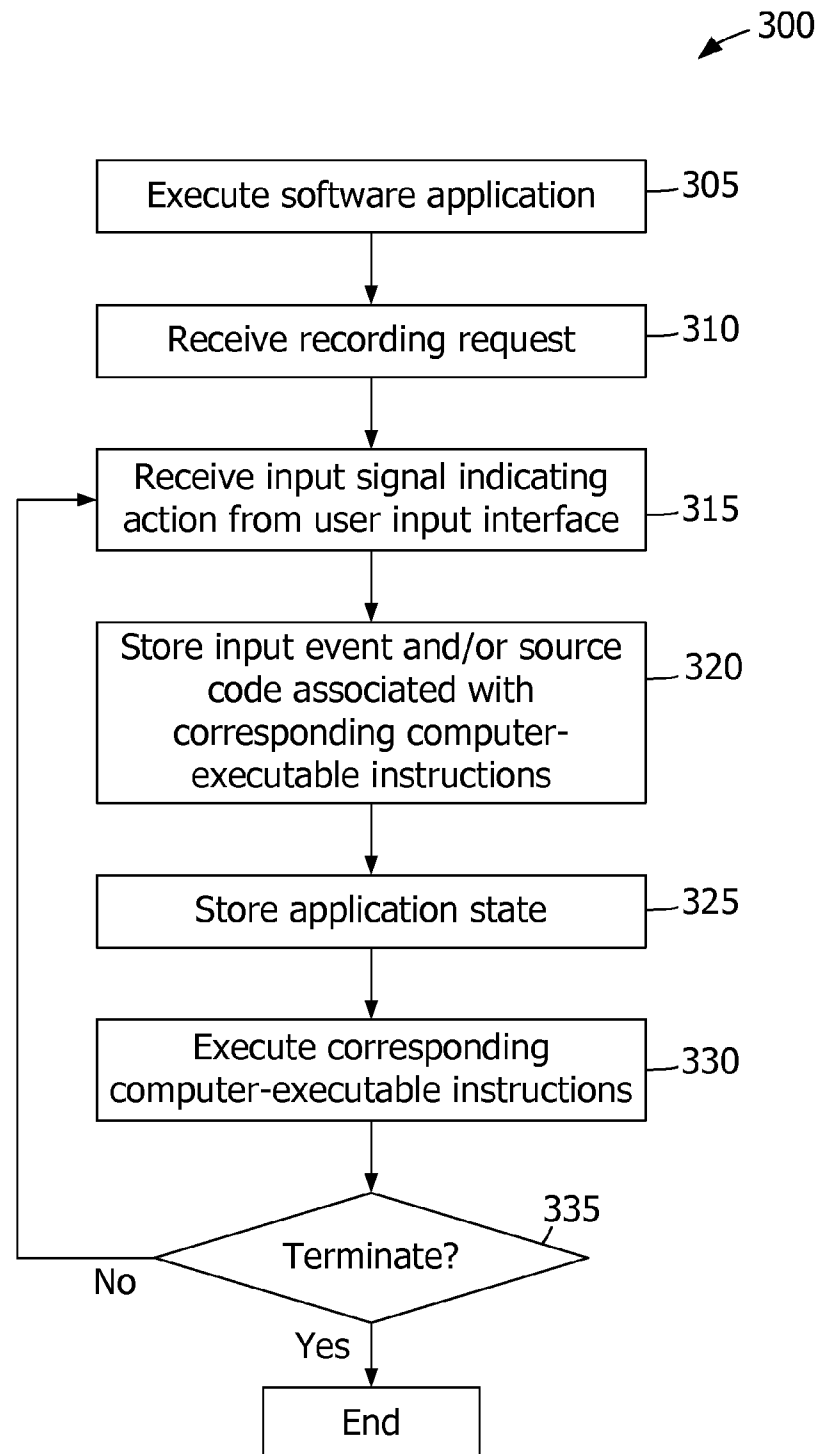 300
Execute software application
305
Receive recording request
310
Receive input signal indicating
action from user input interface
315
Store input event and/or source
code associated with
corresponding computer-
executable instructions
320
Store application state
325
Execute corresponding
computer-executable instructions
330
335
Terminate?
No
Yes
End